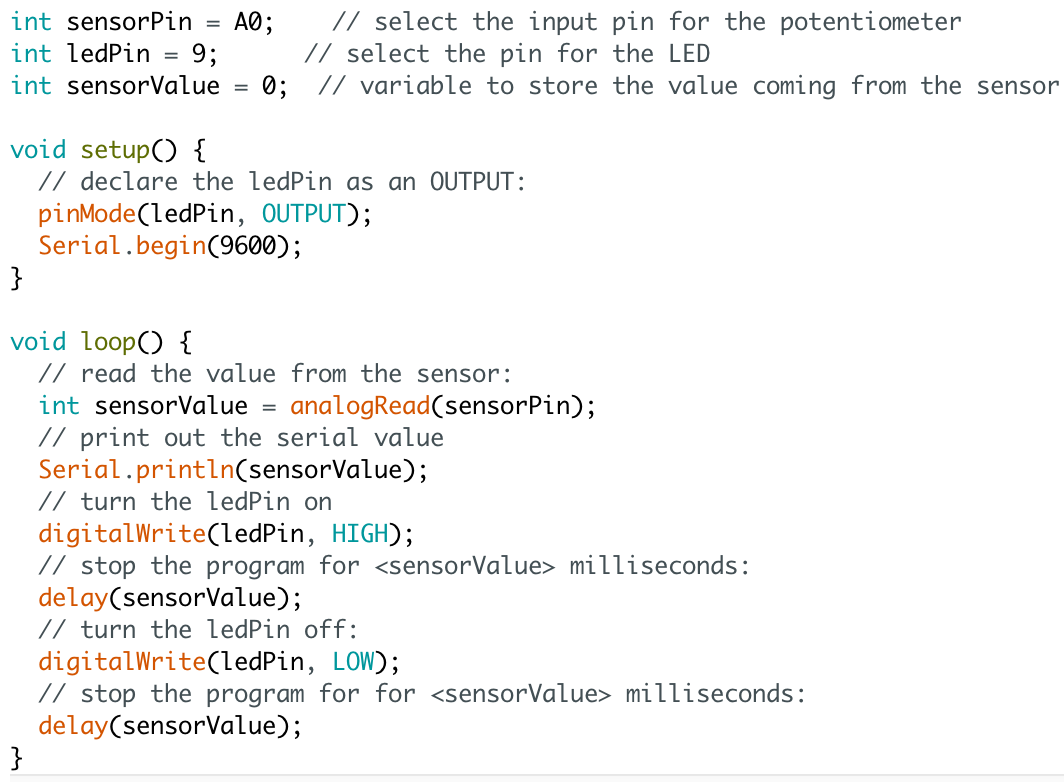 int sensorPin = A0;    // select the input pin for the potentiometer
int ledPin = 9;      // select the pin for the LED
int sensorValue = 0;  // variable to store the value coming from the sensor

void setup() {
  // declare the ledPin as an OUTPUT:
  pinMode(ledPin, OUTPUT);
  Serial.begin(9600);
}

void loop() {
  // read the value from the sensor:
  int sensorValue = analogRead(sensorPin);
  // print out the serial value
  Serial.println(sensorValue);
  // turn the ledPin on
  digitalWrite(ledPin, HIGH);
  // stop the program for <sensorValue> milliseconds:
  delay(sensorValue);
  // turn the ledPin off:
  digitalWrite(ledPin, LOW);
  // stop the program for for <sensorValue> milliseconds:
  delay(sensorValue);
}